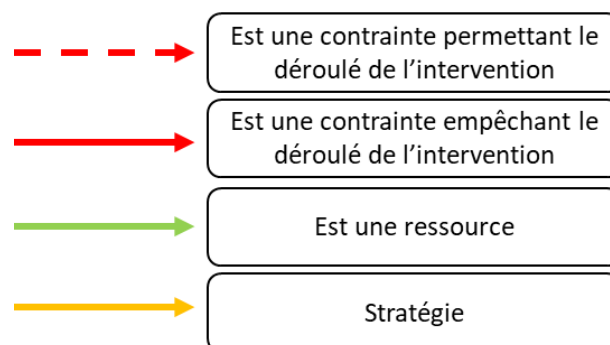 Est une contrainte permettant le
déroulé de l’intervention
Est une contrainte empêchant le
déroulé de l’intervention
Est une ressource
Stratégie